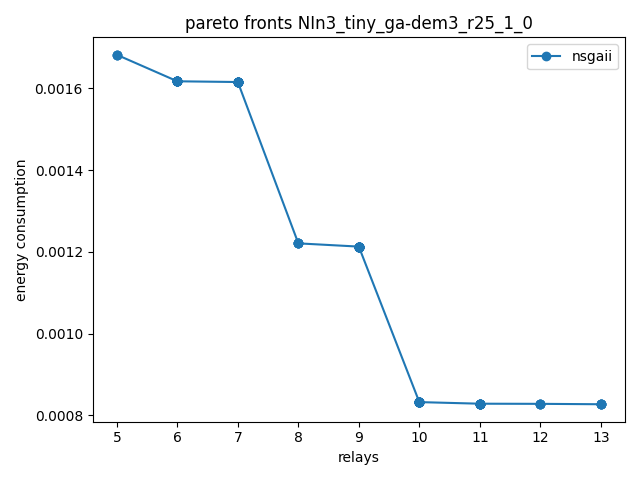 pareto fronts NIn3_tiny_ga-dem3_r25_1_0
nsgaii
energy consumption
0.0016
0.0014
0.0012
0.0010
0.0008
5 6 7 8 9 10 11 12 13
relays